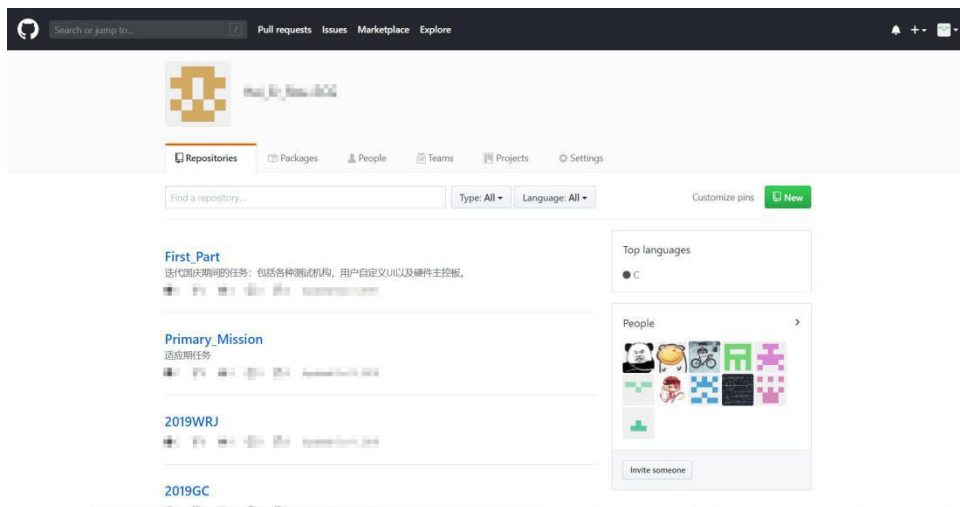 Search or jump to... /
Pull requests Issues Marketplace Explore
Repositories Packages People Teams Projects Settings
Find a repository... Type: All Language: All Customize pins New
First_Part
迭代国庆期间的任务：包括各种测试机构，用户自定义UI以及硬件主控板。
Primary_Mission
适应期任务
2019WRJ
2019GC
Top languages
C
People
Invite someone